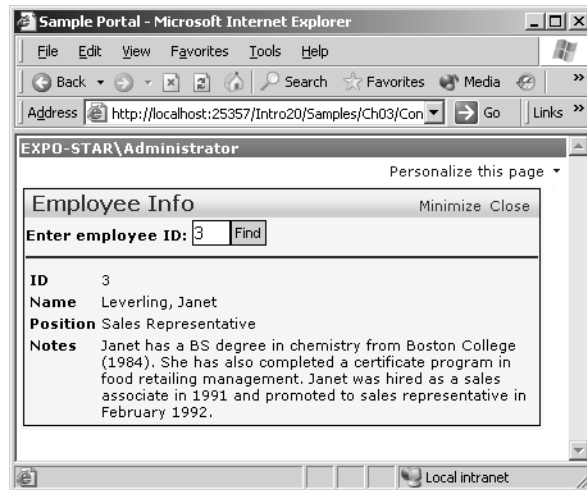 Sample Portal - Microsoft Internet Explorer
File Edit View Favorites Tools Help
Back Search Favorites Media »
Address http://localhost:25357/Intro20/Samples/Ch03/Con Go Links »
EXPO-STAR\Administrator
Personalize this page
Employee Info Minimize Close
Enter employee ID: 3 Find
ID 3
Name Leverling, Janet
Position Sales Representative
Notes Janet has a BS degree in chemistry from Boston College
(1984). She has also completed a certificate program in
food retailing management. Janet was hired as a sales
associate in 1991 and promoted to sales representative in
February 1992.
Local intranet